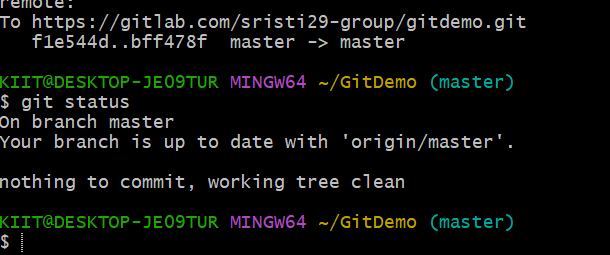 remote:
To https://gitlab.com/sristi29-group/gitdemo.git
   f1e544d..bff478f  master -> master
KIIT@DESKTOP-JE09TUR MINGW64 ~/GitDemo (master)
$ git status
On branch master
Your branch is up to date with 'origin/master'.
nothing to commit, working tree clean
KIIT@DESKTOP-JE09TUR MINGW64 ~/GitDemo (master)
$